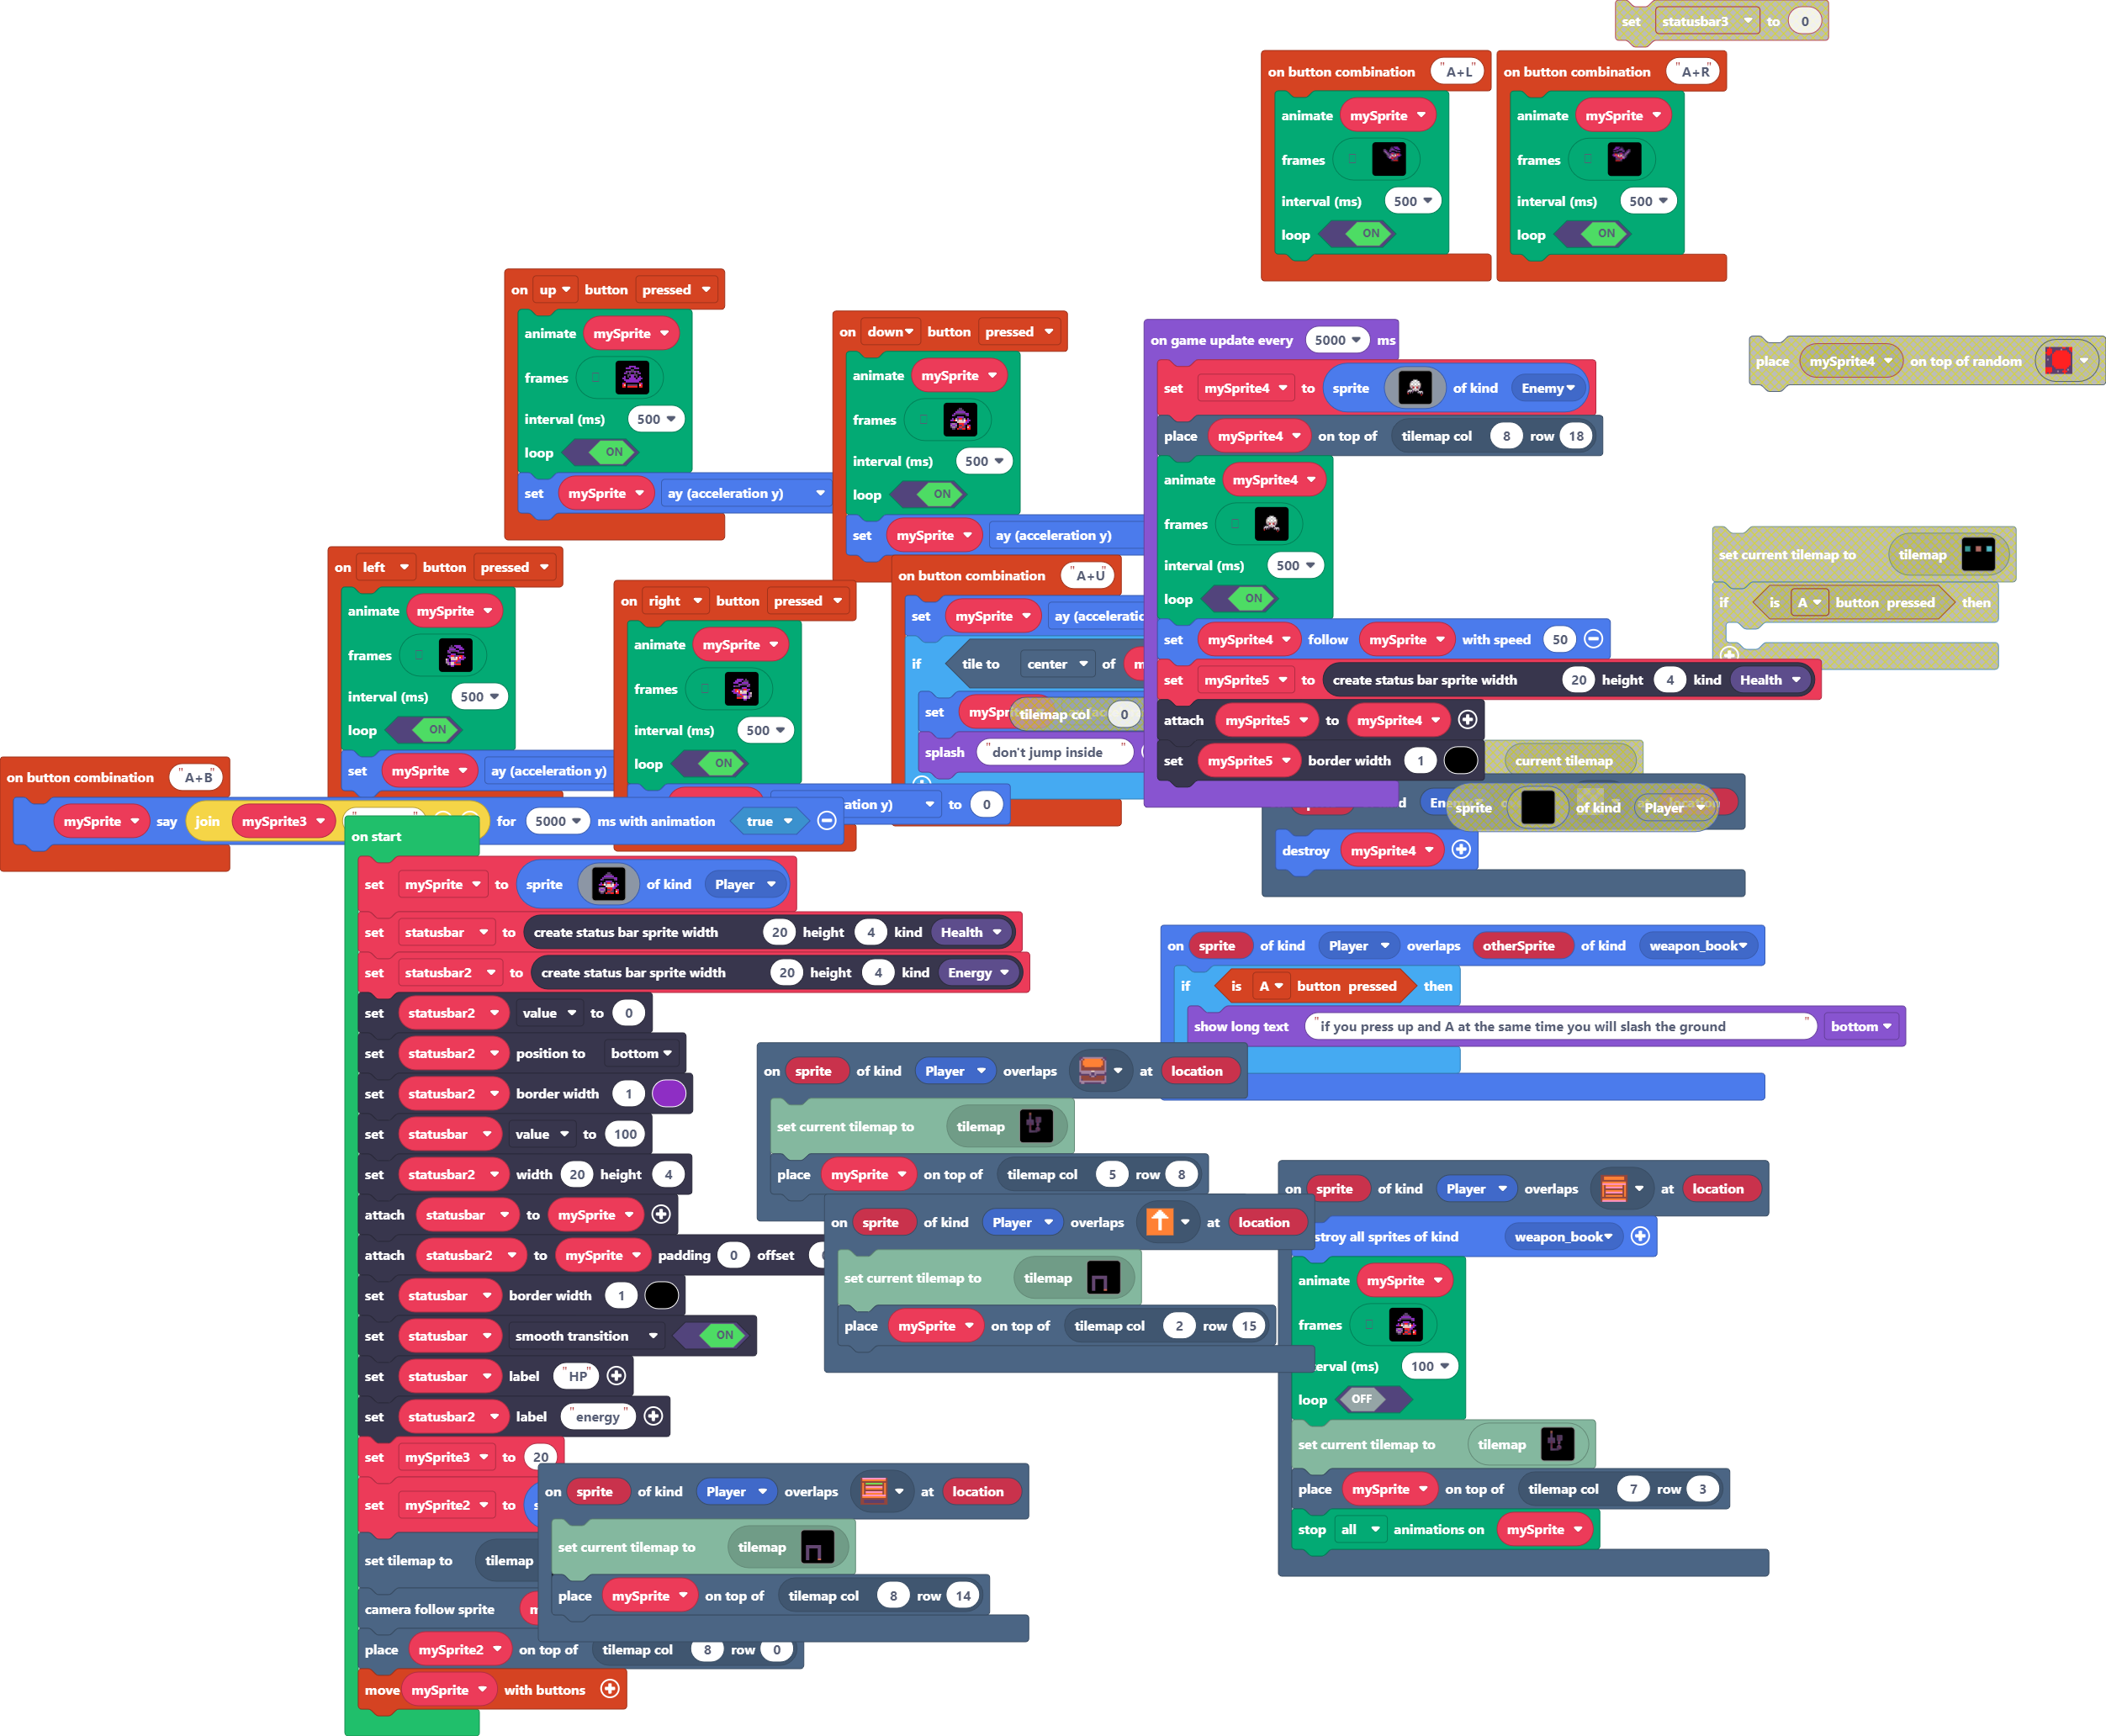 set statusbar3 to 0
on button combination "A+L"
animate mySprite
frames
interval (ms) 500
loop ON
on button combination "A+R"
animate mySprite
frames
interval (ms) 500
loop ON
on up button pressed
animate mySprite
frames
interval (ms) 500
loop ON
set mySprite ay (acceleration y)
on down button pressed
animate mySprite
frames
interval (ms) 500
loop ON
set mySprite ay (acceleration y)
on game update every 5000 ms
set mySprite4 to sprite of kind Enemy
place mySprite4 on top of tilemap col 8 row 18
animate mySprite4
frames
interval (ms) 500
loop ON
set mySprite4 follow mySprite with speed 50
set mySprite5 to create status bar sprite width 20 height 4 kind Health
attach mySprite5 to mySprite4
set mySprite5 border width 1
place mySprite4 on top of random
set current tilemap to tilemap
if is A button pressed then
on left button pressed
animate mySprite
frames
interval (ms) 500
loop ON
set mySprite ay (acceleration y)
on right button pressed
animate mySprite
frames
interval (ms) 500
loop ON
to 0
on button combination "A+U"
set mySprite
if tile to center of
set
tilemap col 0
splash "don't jump inside
current tilemap
sprite of kind Player
destroy mySprite4
on button combination "A+B"
mySprite say join mySprite3 for 5000 ms with animation true
on start
set mySprite to sprite of kind Player
set statusbar to create status bar sprite width 20 height 4 kind Health
set statusbar2 to create status bar sprite width 20 height 4 kind Energy
set statusbar2 value to 0
set statusbar2 position to bottom
set statusbar2 border width 1
set statusbar value to 100
set statusbar2 width 20 height 4
attach statusbar to mySprite
attach statusbar2 to mySprite padding 0 offset
set statusbar border width 1
set statusbar smooth transition ON
set statusbar label "HP"
set statusbar2 label "energy"
set mySprite3 to 20
set mySprite2 to
set tilemap to tilemap
camera follow sprite
place mySprite2 on top of tilemap col 8 row 0
move mySprite with buttons
on sprite of kind Player overlaps otherSprite of kind weapon_book
if is A button pressed then
show long text "if you press up and A at the same time you will slash the ground " bottom
on sprite of kind Player overlaps at location
set current tilemap to tilemap
place mySprite on top of tilemap col 5 row 8
on sprite of kind Player overlaps at location
set current tilemap to tilemap
place mySprite on top of tilemap col 2 row 15
on sprite of kind Player overlaps at location
sprites of kind weapon_book
animate mySprite
frames
(ms) 100
loop OFF
set current tilemap to tilemap
place mySprite on top of tilemap col 7 row 3
stop all animations on mySprite
on sprite of kind Player overlaps at location
set current tilemap to tilemap
place mySprite on top of tilemap col 8 row 14